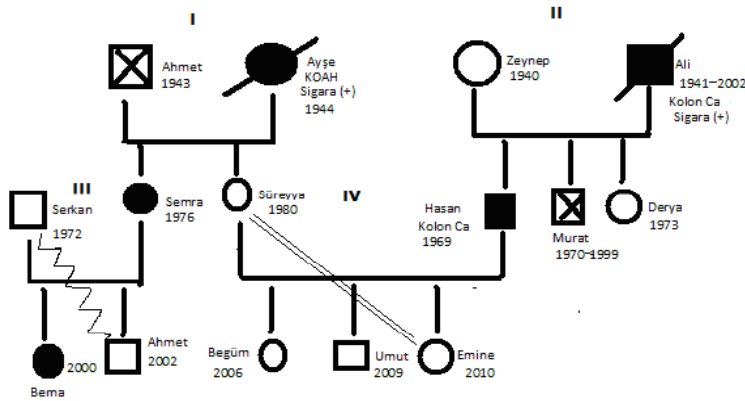 I
II
Ahmet
1943
Ayşe
KOAH
Sigara (+)
1944
Zeynep
1940
Ali
1941-2002
Kolon Ca
Sigara (+)
III
Serkan
1972
Semra
1976
Süreyya
1980
IV
Hasan
Kolon Ca
1969
Murat
1970-1999
Derya
1973
2000
Berna
Ahmet
2002
Begüm
2006
Umut
2009
Emine
2010